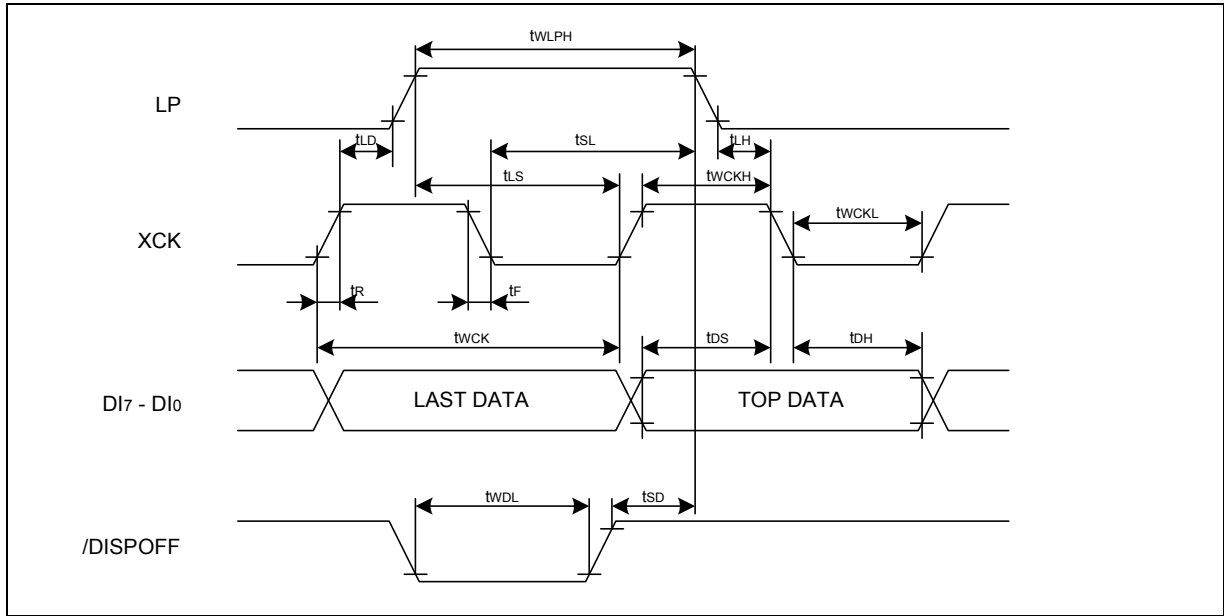 tWLPH
LP
tLD
tSL
tLH
tLS
tWCKH
XCK
tWCKL
tR
tF
tWCK
tDS
tDH
DI7 - DI0
LAST DATA
TOP DATA
tWDL
tSD
/DISPOFF